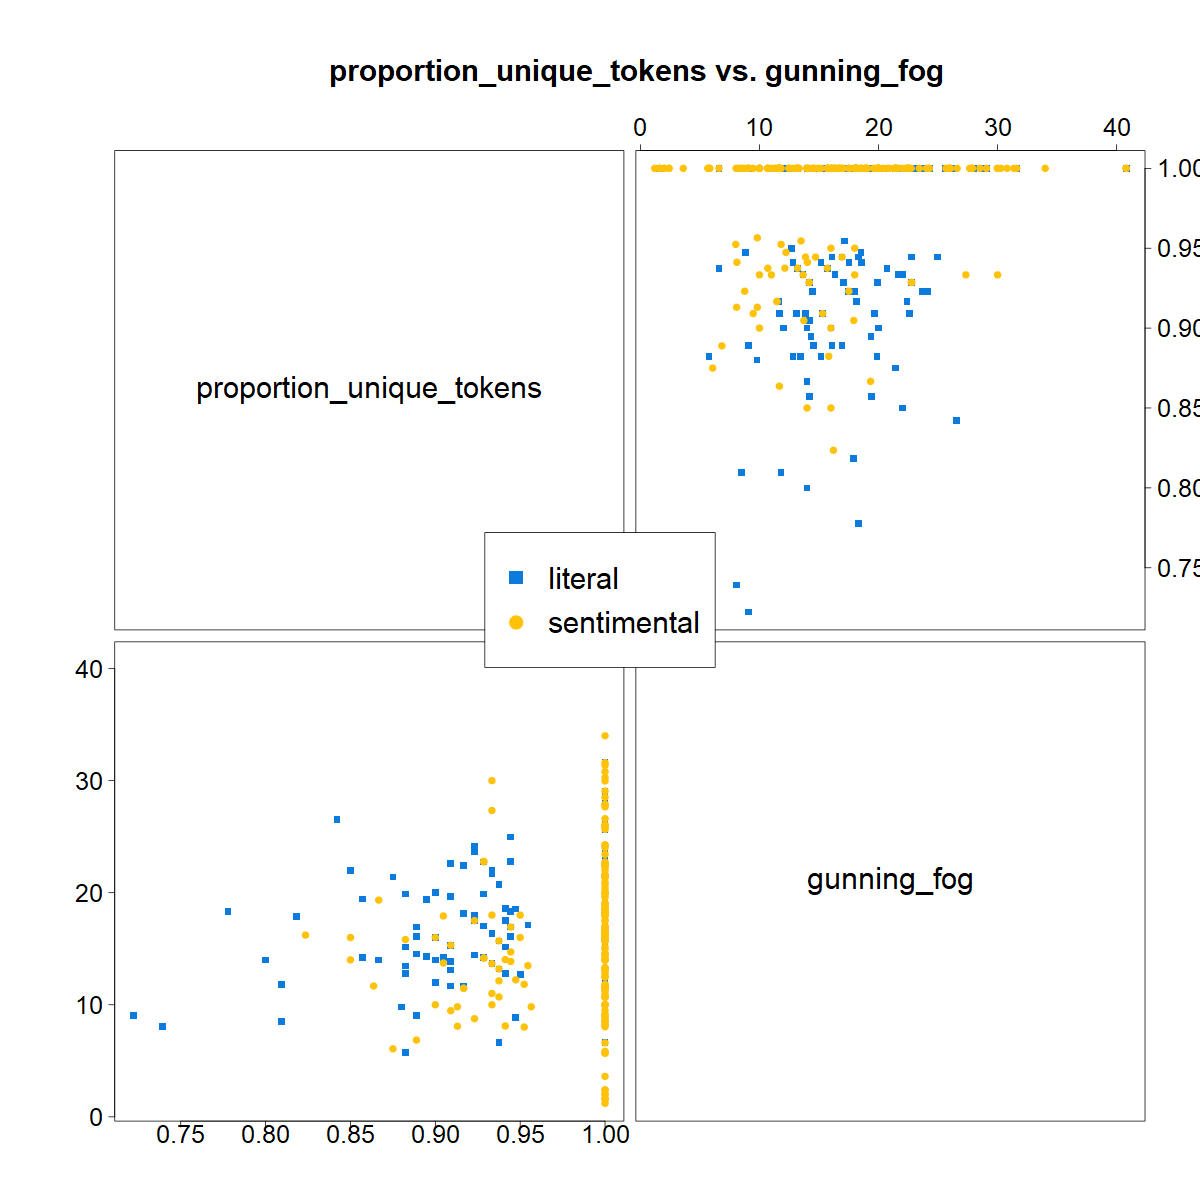 proportion_unique_tokens vs. gunning_fog
0 10 20 30 40
1.00
0.95
0.90
0.85
0.80
0.75
proportion_unique_tokens
literal
sentimental
gunning_fog
40
30
20
10
0
0.75 0.80 0.85 0.90 0.95 1.00